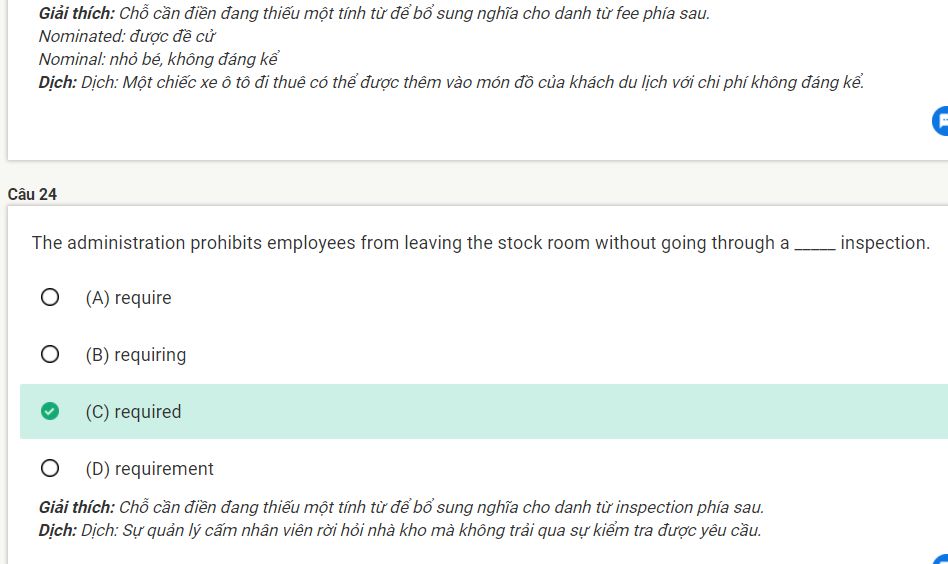 Giải thích: Chỗ cần điền đang thiếu một tính từ để bổ sung nghĩa cho danh từ fee phía sau.
Nominated: được đề cử
Nominal: nhỏ bé, không đáng kể
Dịch: Dịch: Một chiếc xe ô tô đi thuê có thể được thêm vào món đồ của khách du lịch với chi phí không đáng kể.
Câu 24
The administration prohibits employees from leaving the stock room without going through a _____ inspection.
(A) require
(B) requiring
(C) required
(D) requirement
Giải thích: Chỗ cần điền đang thiếu một tính từ để bổ sung nghĩa cho danh từ inspection phía sau.
Dịch: Dịch: Sự quản lý cấm nhân viên rời hỏi nhà kho mà không trải qua sự kiểm tra được yêu cầu.